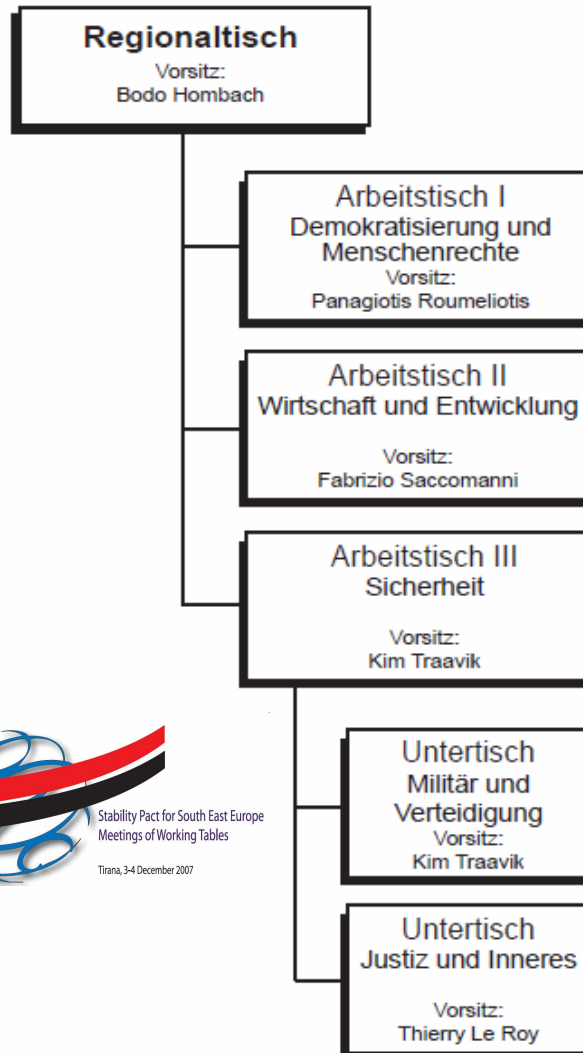 Regionaltisch
Vorsitz:
Bodo Hombach
Arbeitstisch I
Demokratisierung und
Menschenrechte
Vorsitz:
Panagiotis Roumeliotis
Arbeitstisch II
Wirtschaft und Entwicklung
Vorsitz:
Fabrizio Saccomanni
Arbeitstisch III
Sicherheit
Vorsitz:
Kim Traavik
Untertisch
Militär und
Verteidigung
Vorsitz:
Kim Traavik
Stability Pact for South East Europe
Meetings of Working Tables
Tirana, 3-4 December 2007
Untertisch
Justiz und Inneres
Vorsitz:
Thierry Le Roy